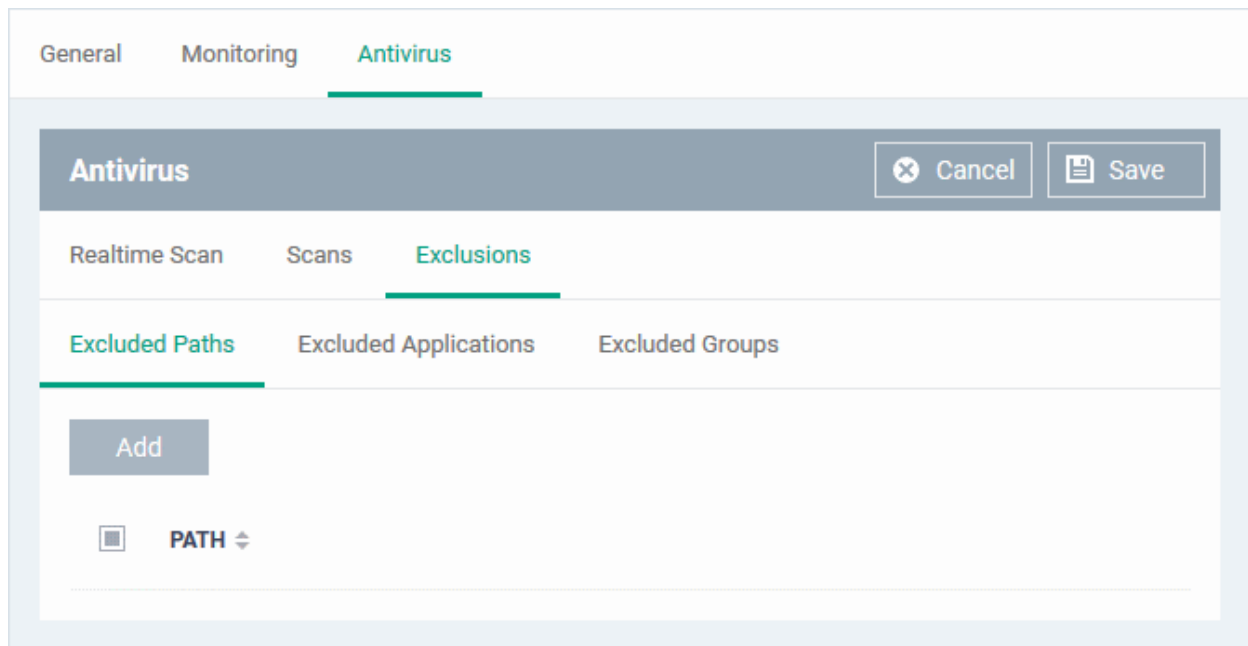 General Monitoring Antivirus
Antivirus Cancel Save
Realtime Scan Scans Exclusions
Excluded Paths Excluded Applications Excluded Groups
Add
PATH